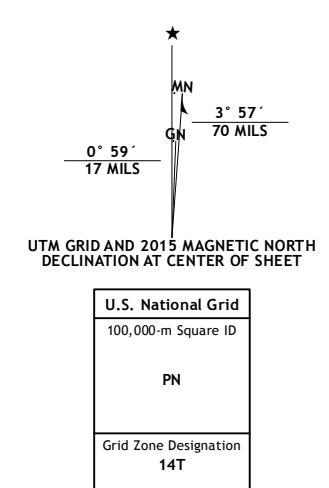 ★
MN
GN
3° 57´
70 MILS
0° 59´
17 MILS
UTM GRID AND 2015 MAGNETIC NORTH
DECLINATION AT CENTER OF SHEET
U.S. National Grid
100,000-m Square ID
PN
Grid Zone Designation
14T